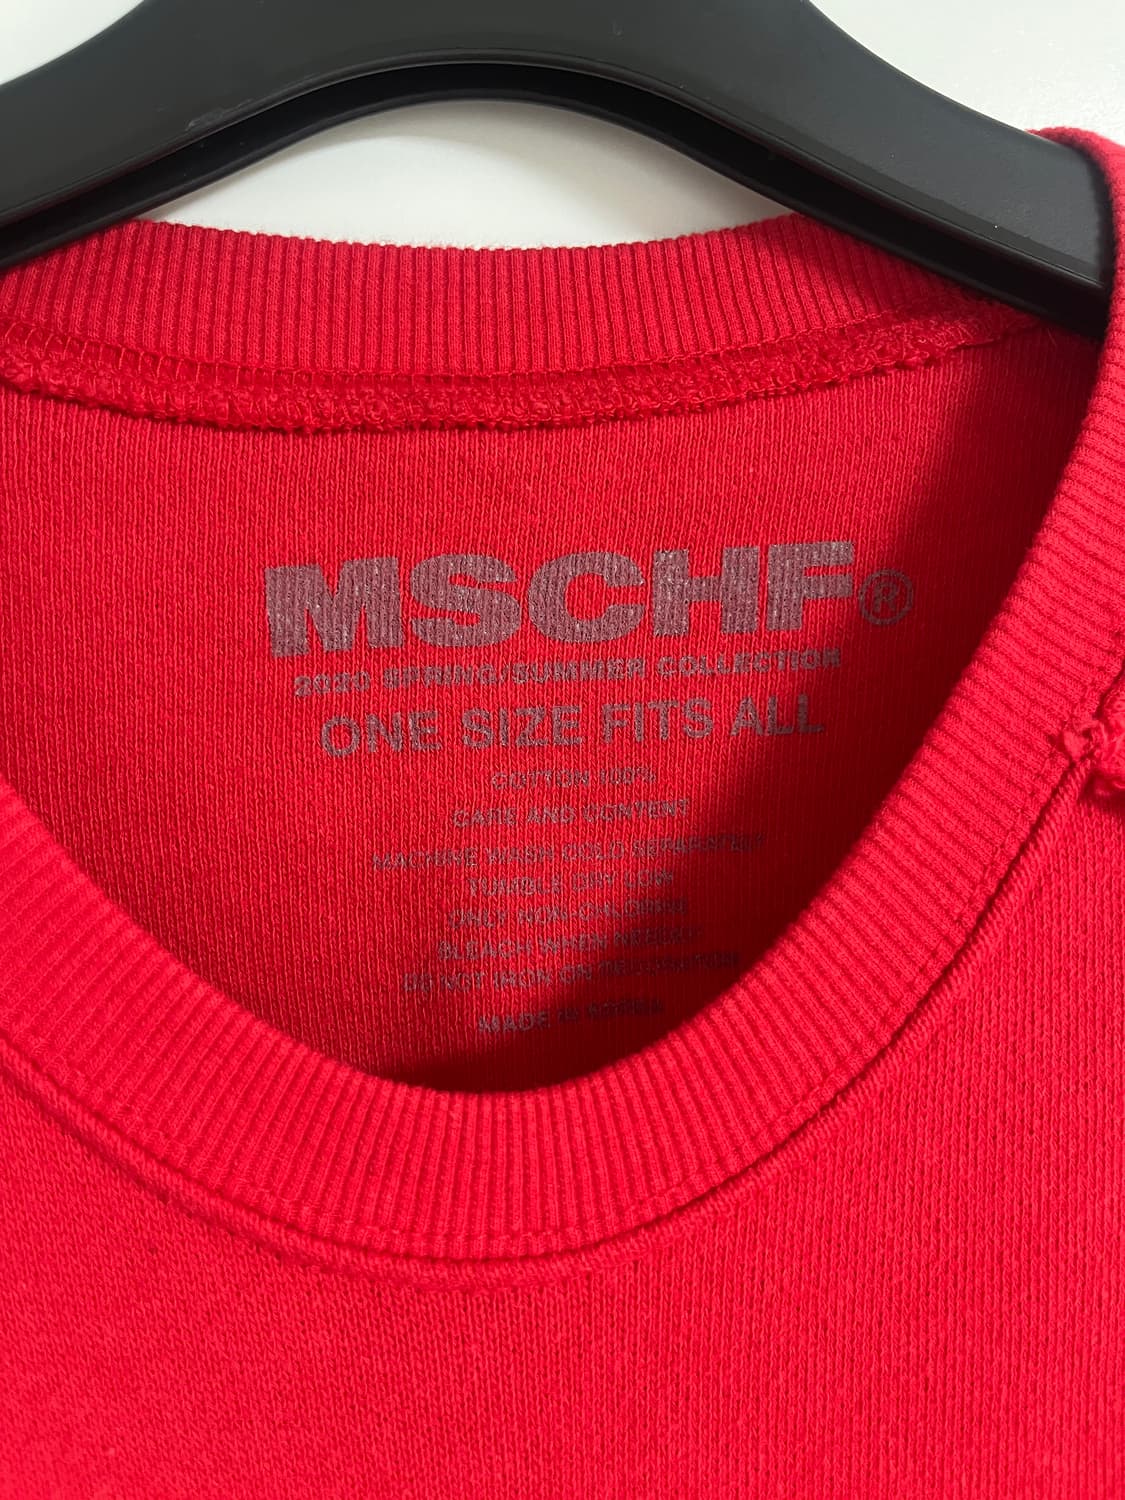 MSCHF®
2020 SPRING/SUMMER COLLECTION
ONE SIZE FITS ALL
COTTON 100%
CARE AND CONTENT
MACHINE WASH COLD SEPARATELY
TUMBLE DRY LOW
ONLY NON-CHLORINE
BLEACH WHEN NEEDED
DO NOT IRON ON DECORATION
MADE IN KOREA